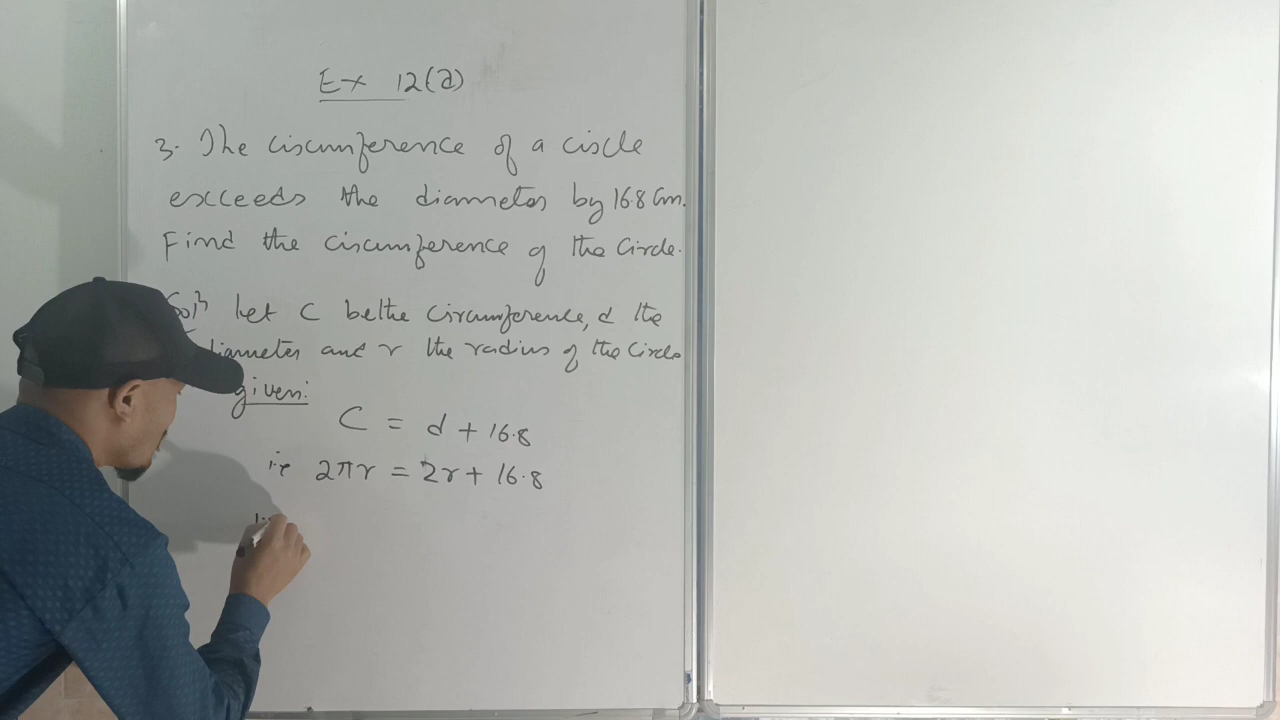 Ex 12(a)
3. The circumference of a circle
exceeds the diameter by 16.8 cm.
Find the circumference of the Circle.
Soln Let C be the Circumference, d the
diameter and r the radius of the Circle
given:
C = d + 16.8
i.e 2πr = 2r + 16.8